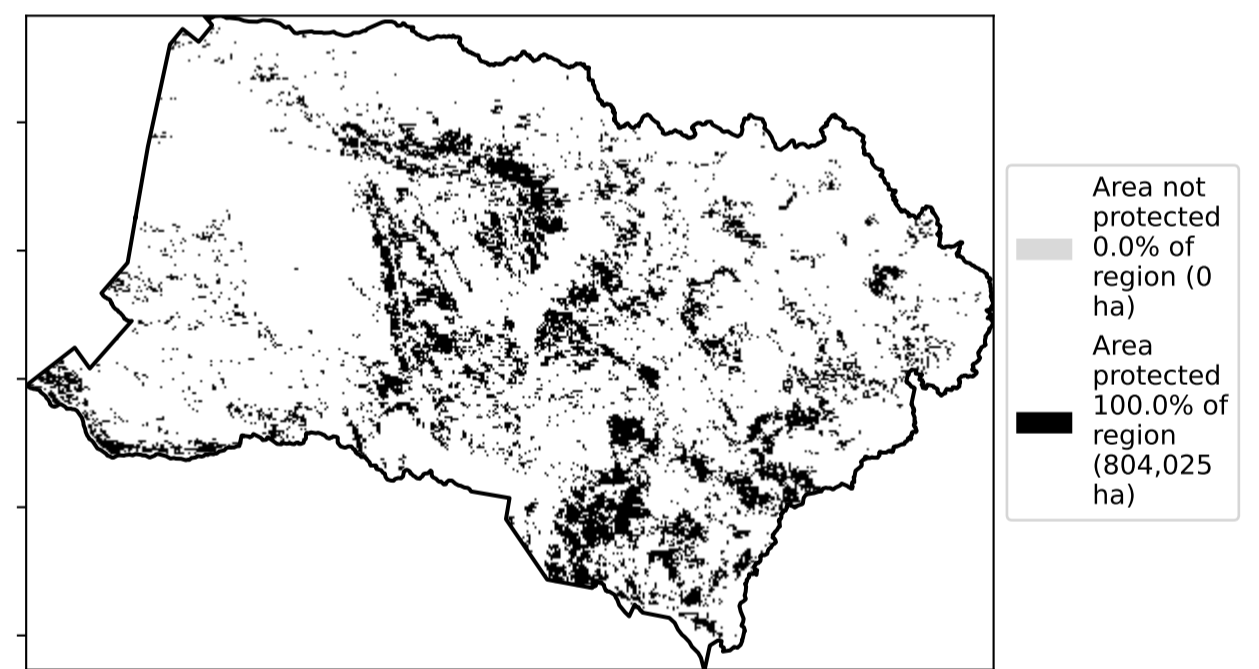 Area not
protected
0.0% of
region (0
ha)
Area
protected
100.0% of
region
(804,025
ha)